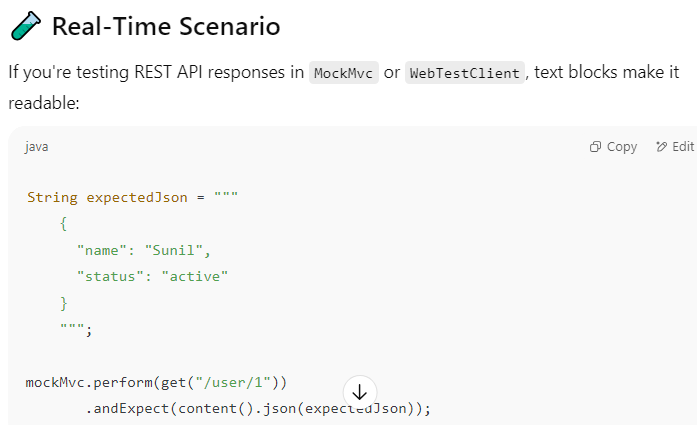 Real-Time Scenario
If you're testing REST API responses in MockMvc or WebTestClient, text blocks make it
readable:
java Copy Edit
String expectedJson = """
    {
      "name": "Sunil",
      "status": "active"
    }
    """;
mockMvc.perform(get("/user/1"))
       .andExpect(content().json(expectedJson));